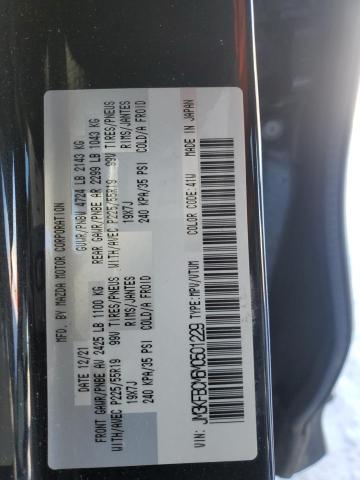 MFD. BY MAZDA MOTOR CORPORATION
DATE 12/21 GVWR/PNBV 4724 LB 2143 KG
FRONT GAWR/PNBE AV 2425 LB 1100 KG REAR GAWR/PNBE AR 2299 LB 1043 KG
WITH/AVEC P225/55R19 99V TIRES/PNEUS WITH/AVEC P225/55R19 99V TIRES/PNEUS
19X7J RIMS/JANTES 19X7J RIMS/JANTES
240 KPA/35 PSI COLD/A FROID 240 KPA/35 PSI COLD/A FROID
VIN: JM3KFBCM6M0501229 TYPE:MPV/VTUM COLOR CODE:41W MADE IN JAPAN